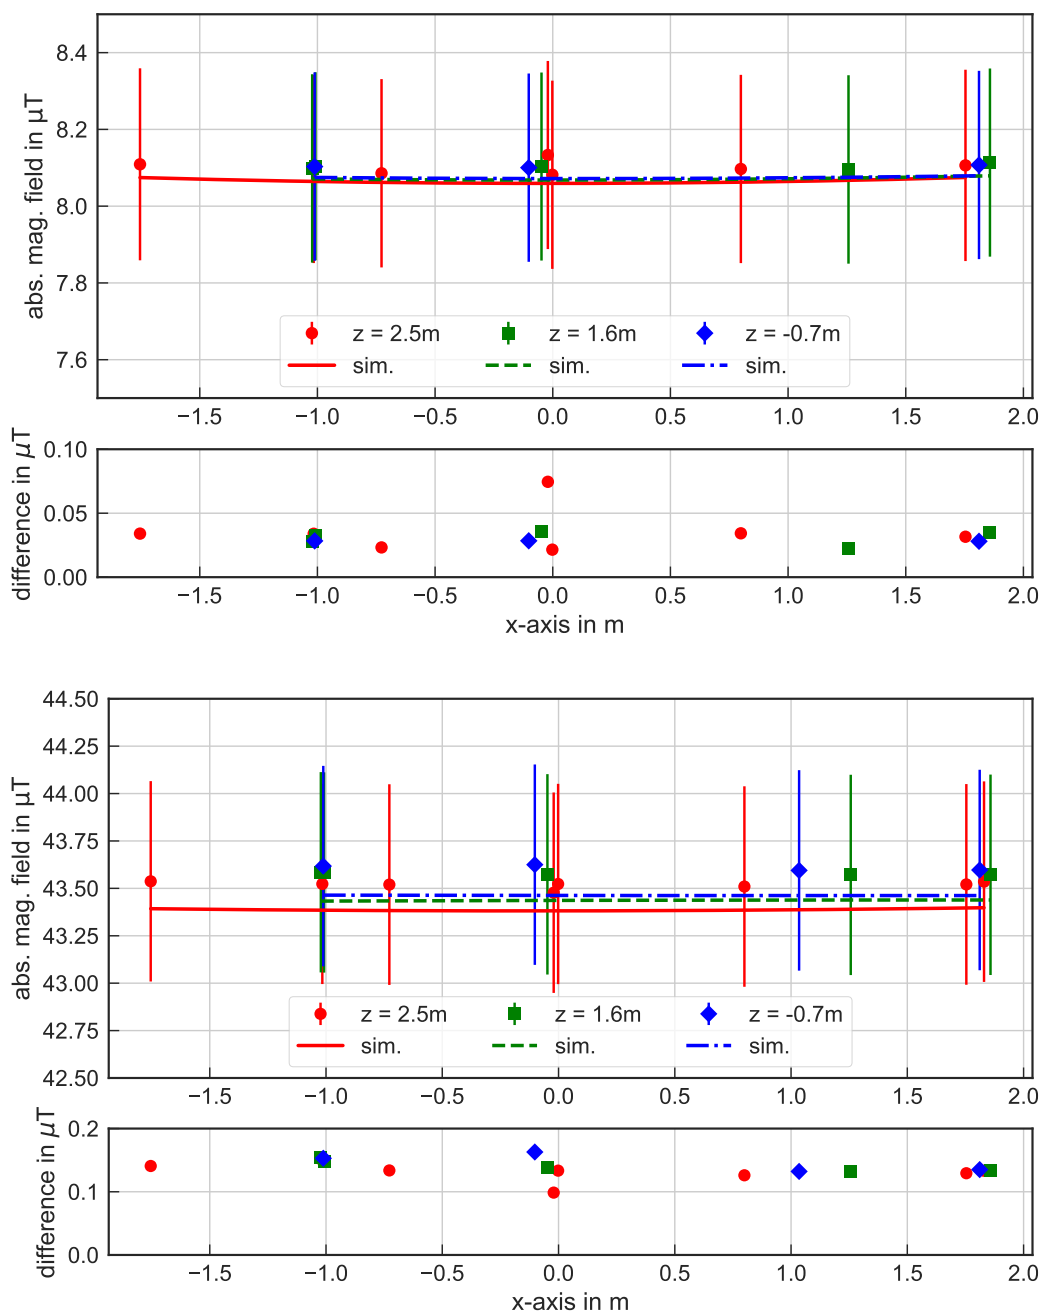 abs. mag. field in µT
8.4
8.2
8.0
7.8
7.6
z = 2.5m z = 1.6m z = -0.7m
sim. sim. sim.
−1.5 −1.0 −0.5 0.0 0.5 1.0 1.5 2.0
difference in µT
0.10
0.05
0.00
−1.5 −1.0 −0.5 0.0 0.5 1.0 1.5 2.0
x-axis in m
abs. mag. field in µT
44.50
44.25
44.00
43.75
43.50
43.25
43.00
42.75
42.50
z = 2.5m z = 1.6m z = -0.7m
sim. sim. sim.
−1.5 −1.0 −0.5 0.0 0.5 1.0 1.5 2.0
difference in µT
0.2
0.1
0.0
−1.5 −1.0 −0.5 0.0 0.5 1.0 1.5 2.0
x-axis in m